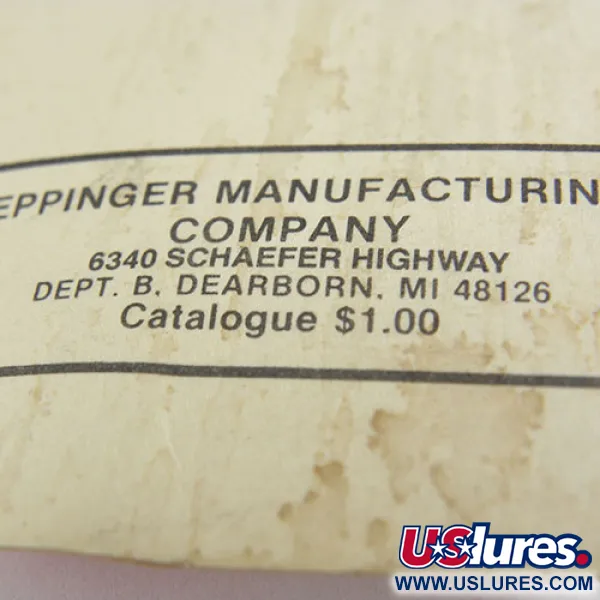 EPPINGER MANUFACTURIN
COMPANY
6340 SCHAEFER HIGHWAY
DEPT. B, DEARBORN, MI 48126
Catalogue $1.00
USlures.
WWW.USLURES.COM